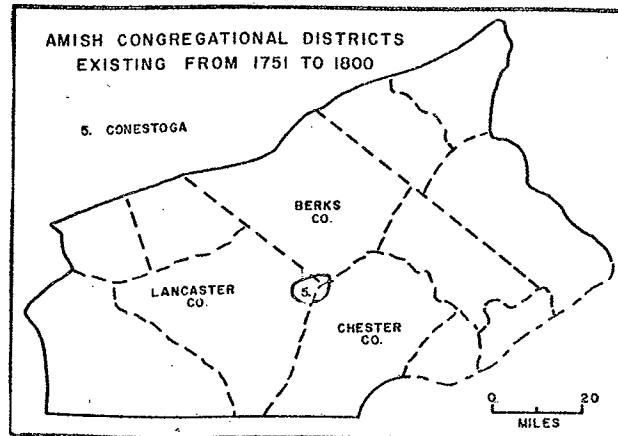 AMISH CONGREGATIONAL DISTRICTS
EXISTING FROM 1751 TO 1800
5. CONESTOGA
BERKS
CO.
5.
LANCASTER
CO.
CHESTER
CO.
0 20
MILES